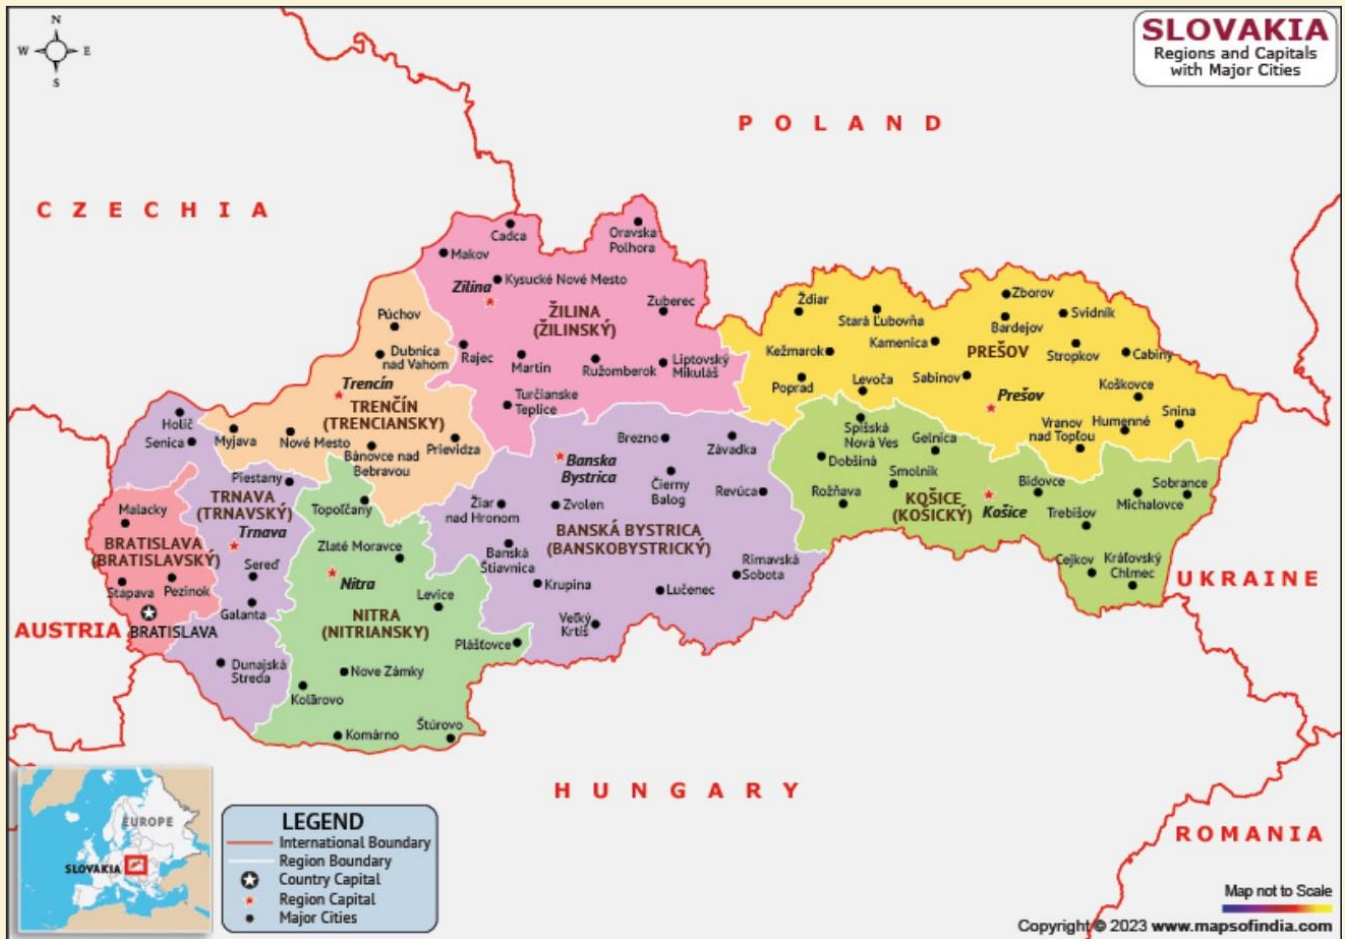 N
W E
S
SLOVAKIA
Regions and Capitals
with Major Cities
POLAND
CZECHIA
Cadca
Oravska
Polhora
Makov
Kysucké Nové Mesto
Zilina
Zuberec
ŽILINA
(ŽILINSKÝ)
Rajec
Martin
Ružomberok
Liptovský
Mikuláš
Turčianske
Teplice
Púchov
Dubnica
nad Vahom
Trencín
TRENČÍN
(TRENCIANSKY)
Myjava
Nové Mesto
Bánovce nad
Bebravou
Prievidza
Ždiar
Stará Ľubovňa
Zborov
Bardejov
Svidník
Kežmarok
Kamenica
PREŠOV
Stropkov
Cabiny
Poprad
Levoča
Sabinov
Prešov
Koškovce
Vranov
nad Topľou
Humenné
Snina
Holič
Senica
Piestany
TRNAVA
(TRNAVSKÝ)
Trnava
Sereď
Galanta
Dunajská
Streda
Malacky
BRATISLAVA
(BRATISLAVSKÝ)
Stapava
Pezinok
BRATISLAVA
Topoľčany
Zlaté Moravce
Nitra
Levice
NITRA
(NITRIANSKY)
Plášťovce
Nove Zámky
Kolãrovo
Komárno
Štúrovo
Brezno
Závadka
Banska
Bystrica
Čierny
Balog
Revúca
Žiar
nad Hronom
Zvolen
BANSKÁ BYSTRICA
(BANSKOBYSTRICKÝ)
Banská
Štiavnica
Krupina
Rimavská
Sobota
Lučenec
Veľký
Krtíš
Spišská
Nová Ves
Gelnica
Dobšiná
Smolník
Rožňava
KOŠICE
(KOŠICKÝ)
Košice
Bidovce
Sobrance
Michalovce
Trebišov
Cejkov
Kráľovský
Chlmec
AUSTRIA
UKRAINE
HUNGARY
ROMANIA
EUROPE
SLOVAKIA
LEGEND
International Boundary
Region Boundary
Country Capital
Region Capital
Major Cities
Map not to Scale
Copyright © 2023 www.mapsofindia.com